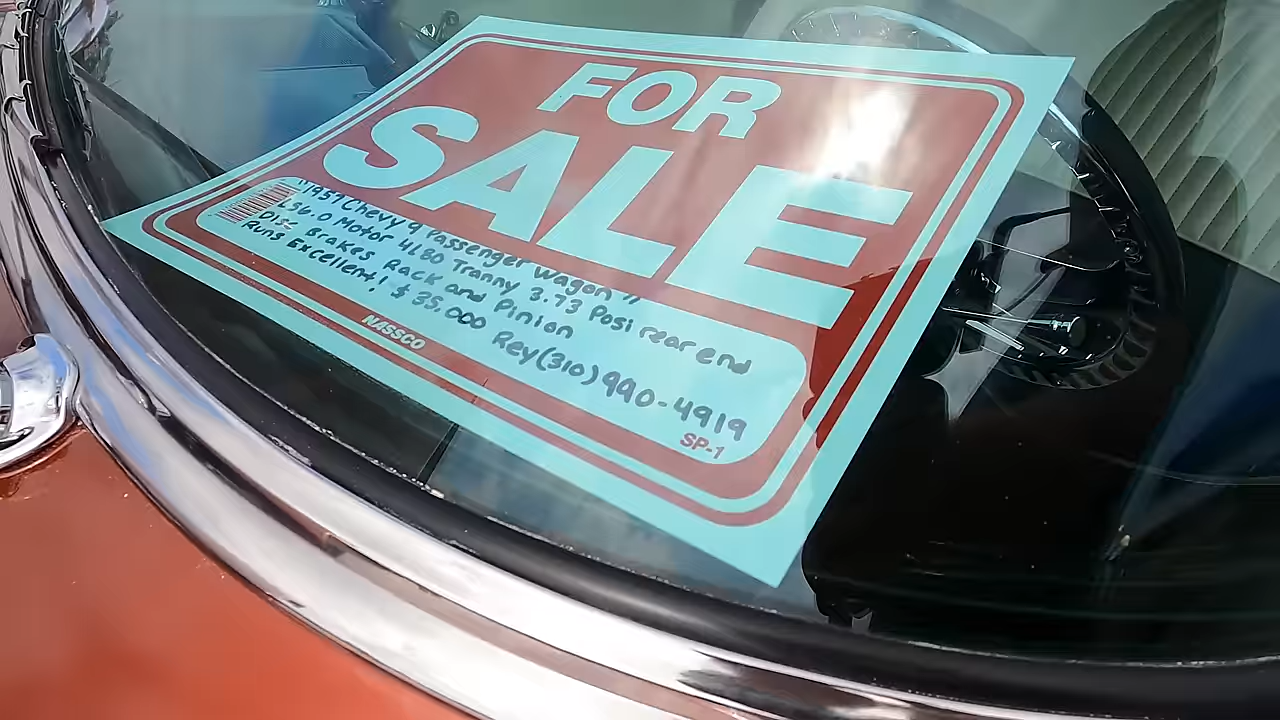 FOR
SALE
"1957 Chevy 9 Passenger Wagon"
LS6.0 Motor 4L80 Tranny 3.73 Posi rear end
Disc Brakes Rack and Pinion
Runs Excellent! $35,000 Rey(310)990-4919
NASSCO
SP-1